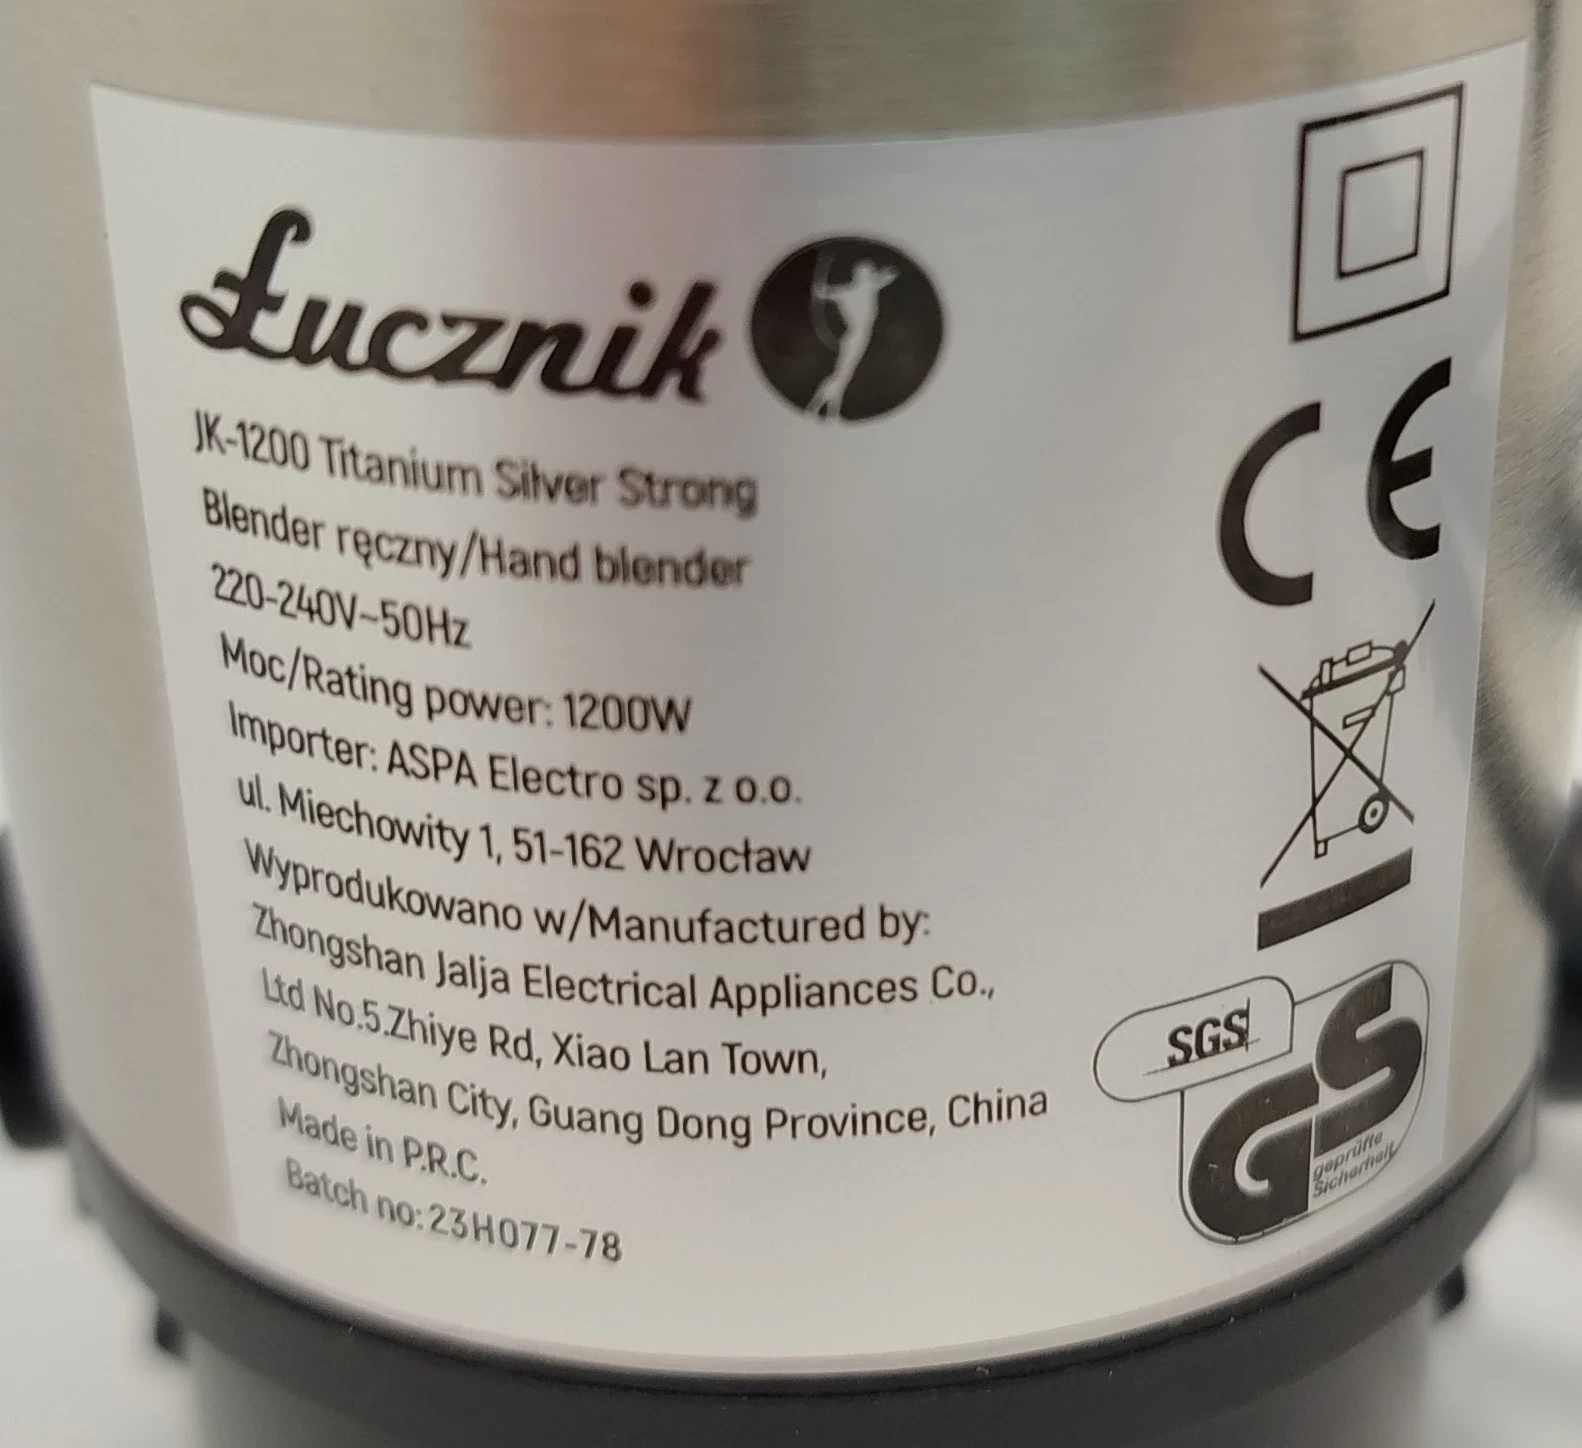 Łucznik
JK-1200 Titanium Silver Strong
Blender ręczny/Hand blender
220-240V~50Hz
Moc/Rating power: 1200W
Importer: ASPA Electro sp. z o.o.
ul. Miechowity 1, 51-162 Wrocław
Wyprodukowano w/Manufactured by:
Zhongshan Jalja Electrical Appliances Co.,
Ltd No.5.Zhiye Rd, Xiao Lan Town,
Zhongshan City, Guang Dong Province, China
Made in P.R.C.
Batch no:23H077-78
CE
SGS
GS
geprüfte
Sicherheit